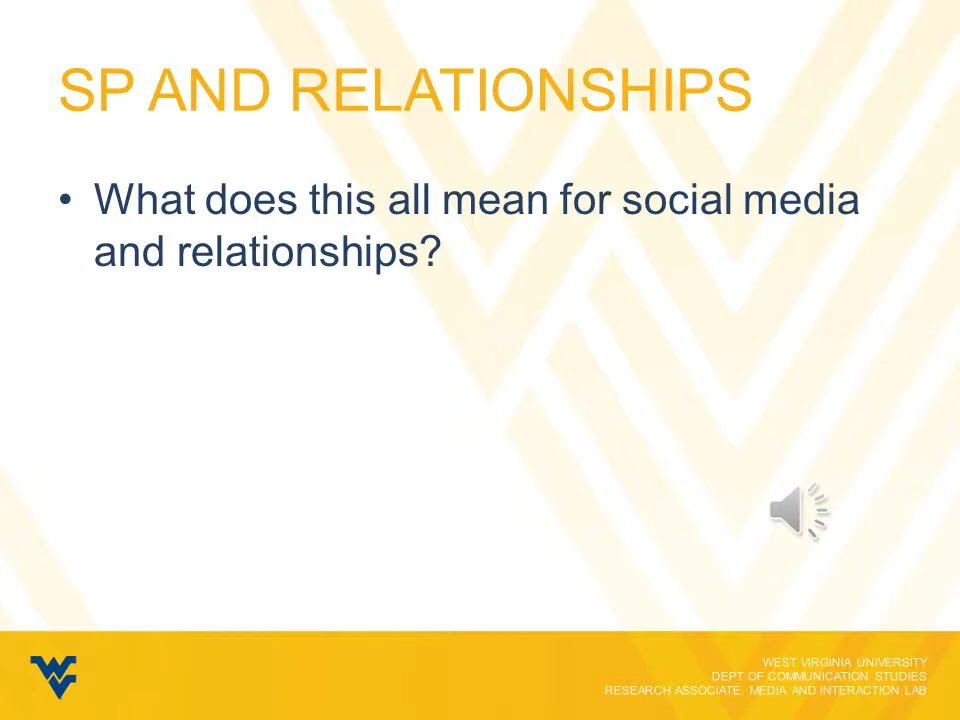 SP AND RELATIONSHIPS
• What does this all mean for social media
and relationships?
WEST VIRGINIA UNIVERSITY
DEPT OF COMMUNICATION STUDIES
RESEARCH ASSOCIATE, MEDIA AND INTERACTION LAB